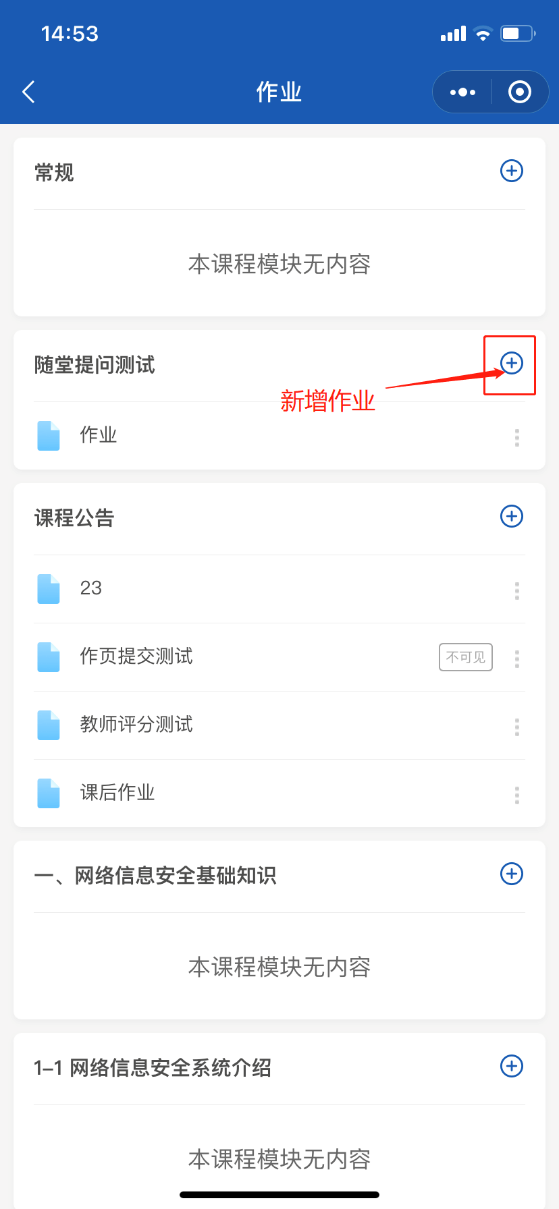 14:53
作业
常规
本课程模块无内容
随堂提问测试
新增作业
作业
课程公告
23
作页提交测试
不可见
教师评分测试
课后作业
一、网络信息安全基础知识
本课程模块无内容
1–1 网络信息安全系统介绍
本课程模块无内容